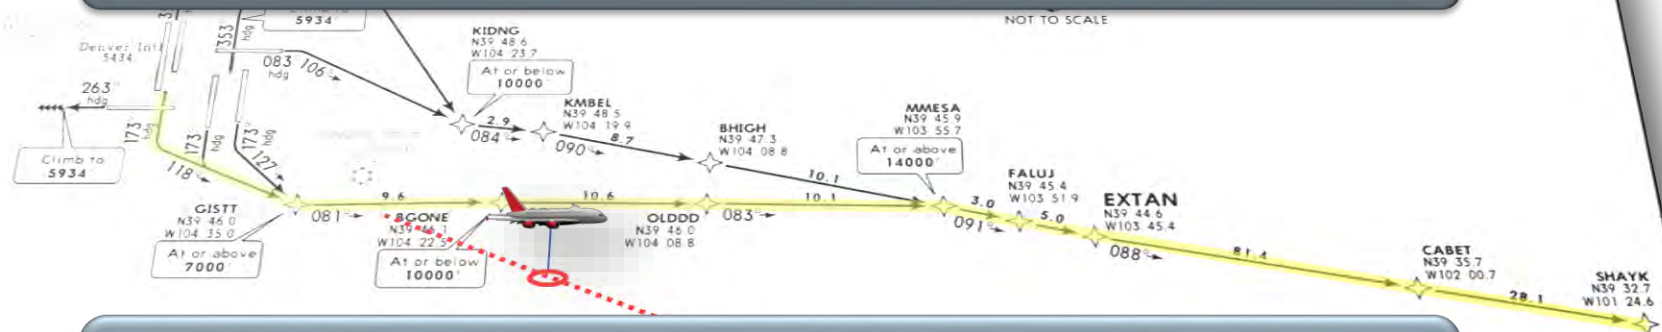 5934'
NOT TO SCALE
353°
hdg
Denver Intl
5434
263°
hdg
173°
hdg
173°
hdg
173°
hdg
Climb to
5934'
083°
hdg
106°
127°
118°
KIDNG
N39 48.6
W104 23.7
At or below
10000'
2.9
084°
KMBEL
N39 48.5
W104 19.9
8.7
090°
BHIGH
N39 47.3
W104 08.8
10.1
MMESA
N39 45.9
W103 55.7
At or above
14000'
GISTT
N39 46.0
W104 35.0
At or above
7000'
081°
9.6
BGONE
N39 46.1
W104 22.5
At or below
10000'
10.6
OLDDD
N39 46.0
W104 08.8
083°
10.1
3.0
091°
FALUJ
N39 45.4
W103 51.9
5.0
EXTAN
N39 44.6
W103 45.4
088°
81.4
CABET
N39 35.7
W102 00.7
28.1
SHAYK
N39 32.7
W101 24.6